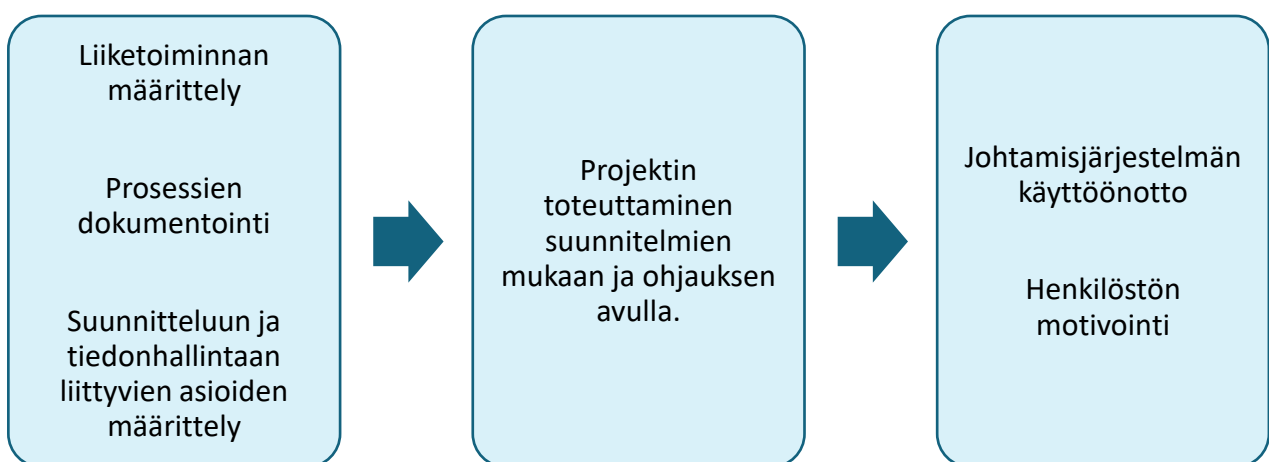 Liiketoiminnan
määrittely
Prosessien
dokumentointi
Suunnitteluun ja
tiedonhallintaan
liittyvien asioiden
määrittely
Projektin
toteuttaminen
suunnitelmien
mukaan ja ohjauksen
avulla.
Johtamisjärjestelmän
käyttöönotto
Henkilöstön
motivointi